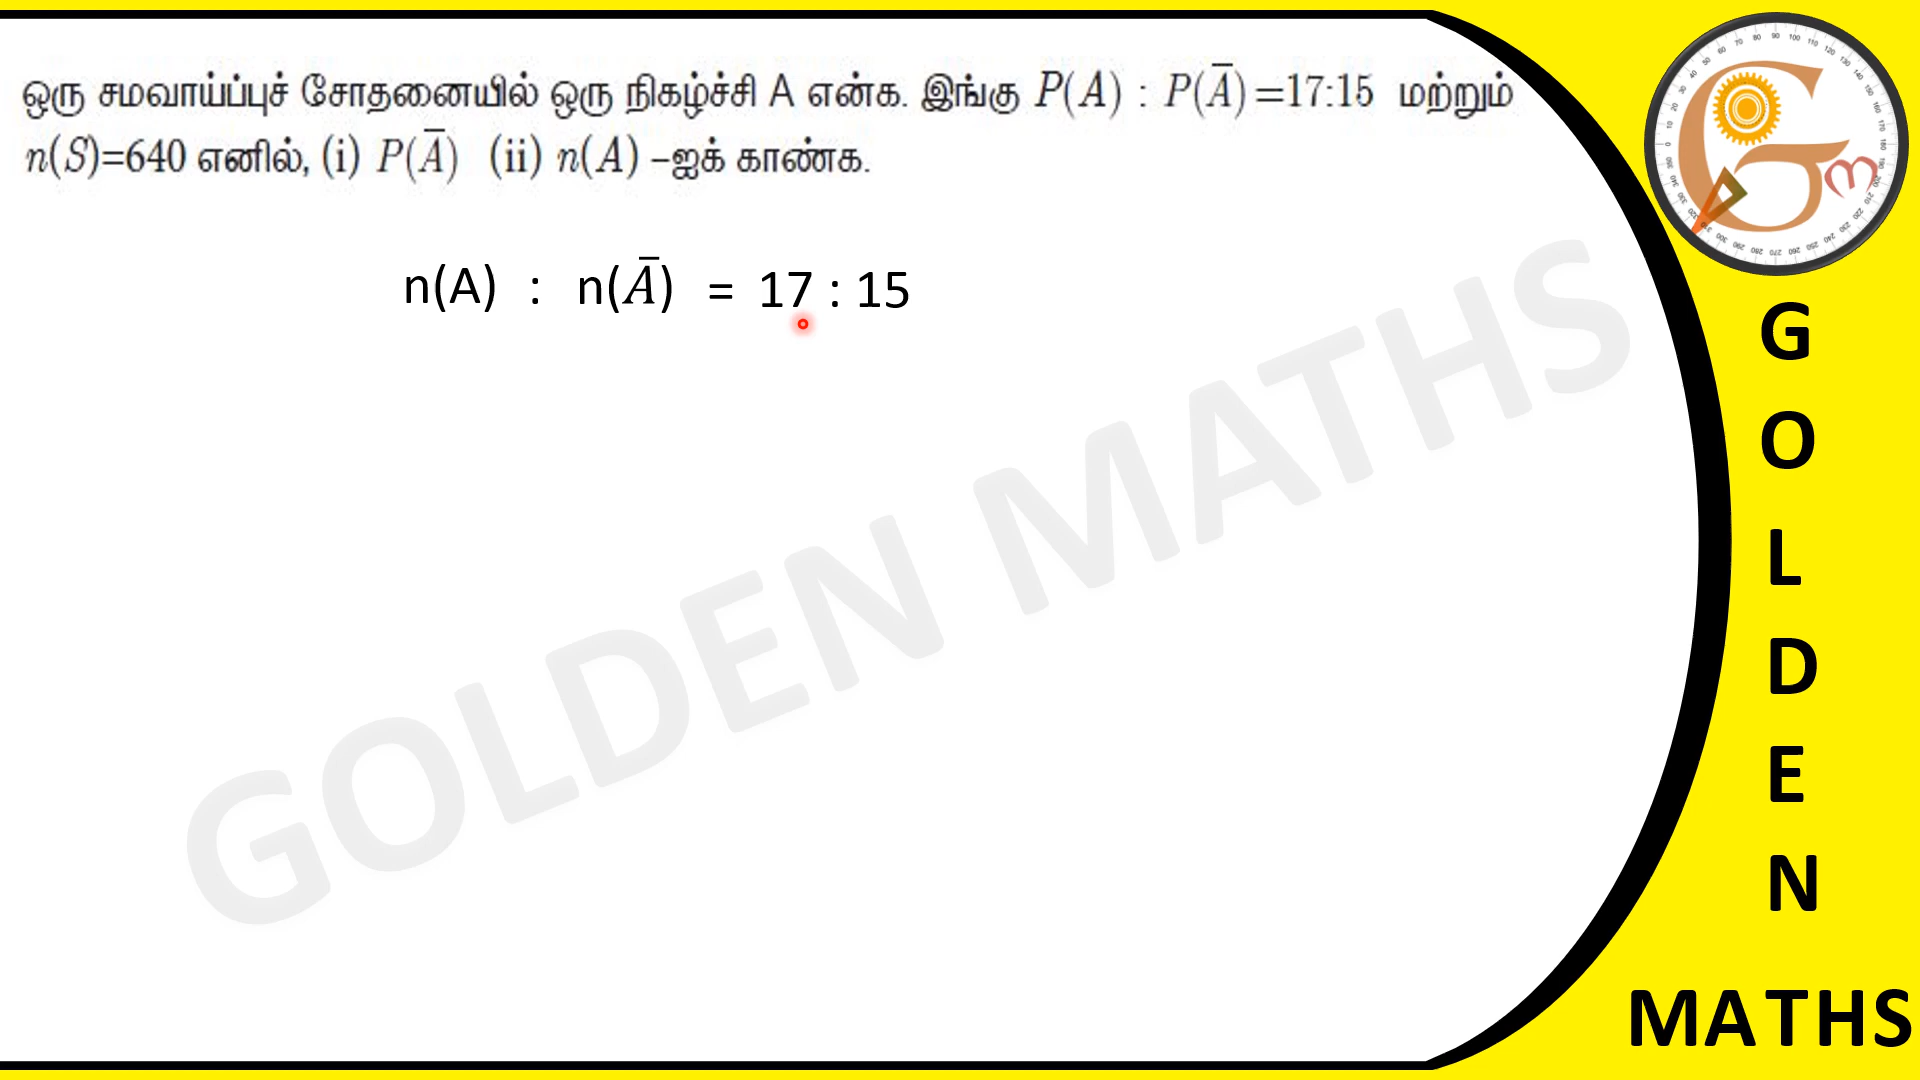 ஒரு சமவாய்ப்புச் சோதனையில் ஒரு நிகழ்ச்சி A என்க. இங்கு P(A) : P(A̅)=17:15 மற்றும்
n(S)=640 எனில், (i) P(A̅) (ii) n(A) –ஐக் காண்க.
n(A) : n(A̅) = 17 : 15
GOLDEN MATHS
G
O
L
D
E
N
MATHS